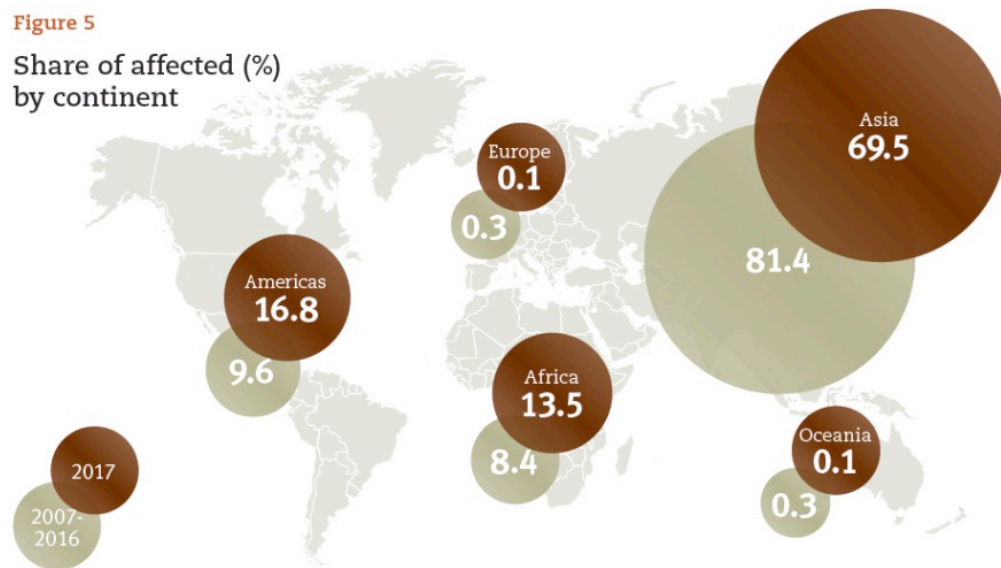 Figure 5
Share of affected (%)
by continent
Asia
69.5
81.4
Europe
0.1
0.3
Americas
16.8
9.6
Africa
13.5
8.4
Oceania
0.1
0.3
2017
2007-
2016